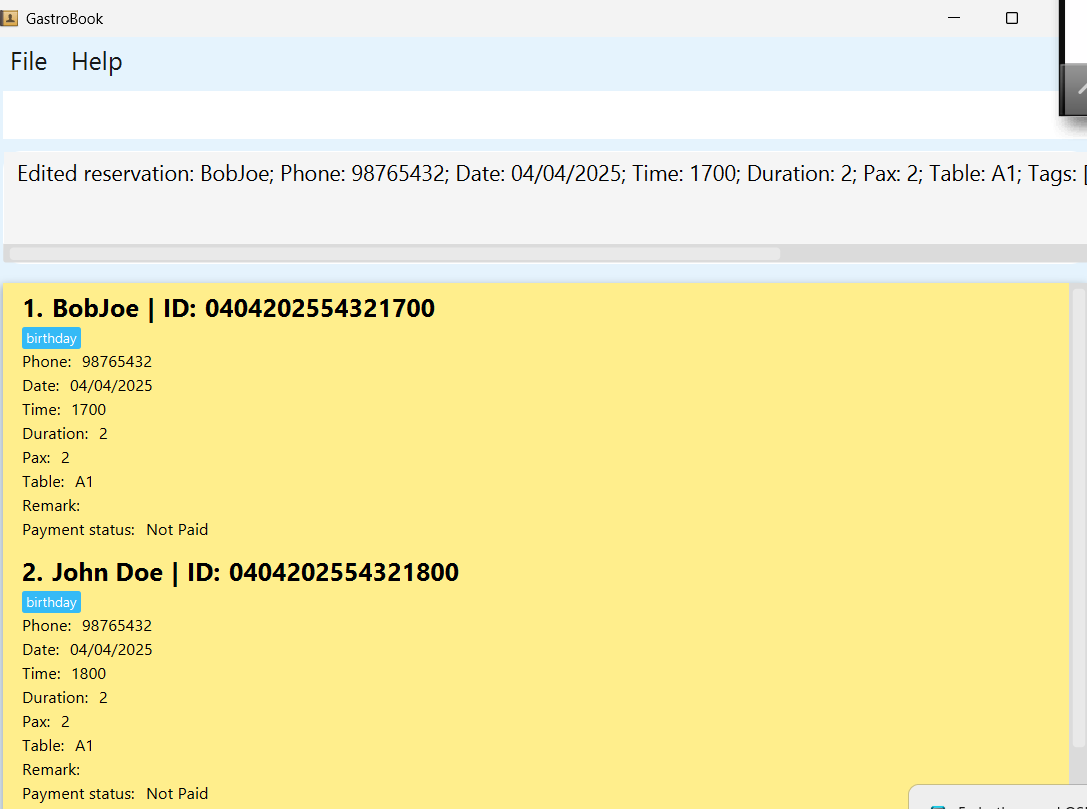 GastroBook
File Help
Edited reservation: BobJoe; Phone: 98765432; Date: 04/04/2025; Time: 1700; Duration: 2; Pax: 2; Table: A1; Tags: [
1. BobJoe | ID: 0404202554321700
birthday
Phone: 98765432
Date: 04/04/2025
Time: 1700
Duration: 2
Pax: 2
Table: A1
Remark:
Payment status: Not Paid
2. John Doe | ID: 0404202554321800
birthday
Phone: 98765432
Date: 04/04/2025
Time: 1800
Duration: 2
Pax: 2
Table: A1
Remark:
Payment status: Not Paid